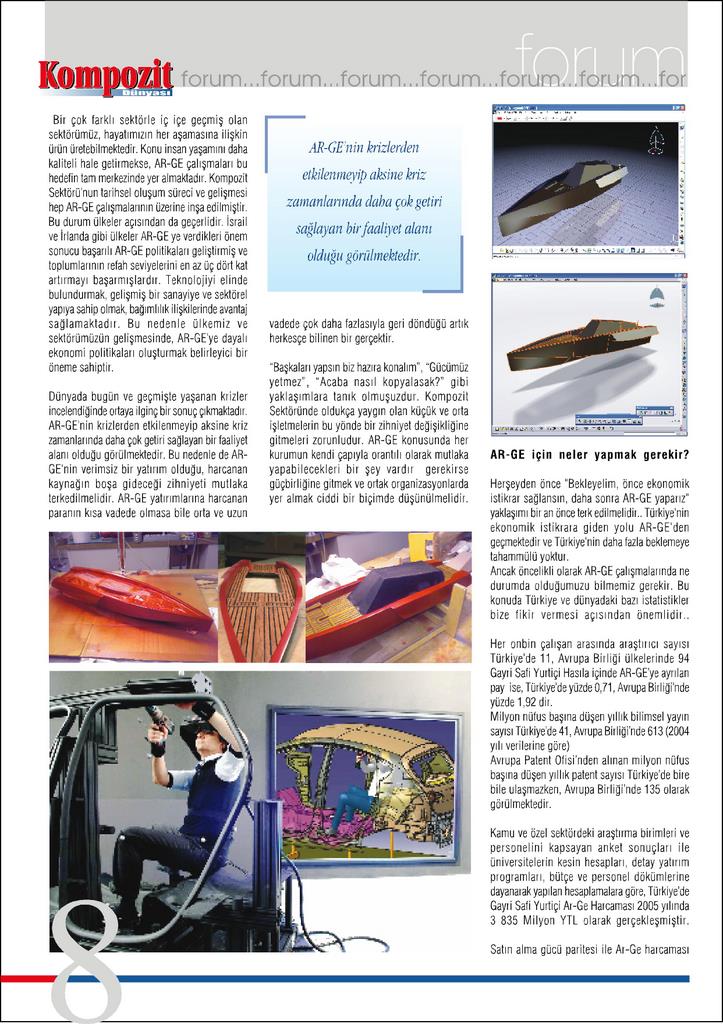 forum
Kompozit
Dünyası
forum...forum...forum...forum...forum...forum...for
Bir çok farklı sektörle iç içe geçmiş olan
sektörümüz, hayatımızın her aşamasına ilişkin
ürün üretebilmektedir. Konu insan yaşamını daha
kaliteli hale getirmekse, AR-GE çalışmaları bu
hedefin tam merkezinde yer almaktadır. Kompozit
Sektörü'nun tarihsel oluşum süreci ve gelişmesi
hep AR-GE çalışmalarının üzerine inşa edilmiştir.
Bu durum ülkeler açısından da geçerlidir. İsrail
ve İrlanda gibi ülkeler AR-GE ye verdikleri önem
sonucu başarılı AR-GE politikaları geliştirmiş ve
toplumlarının refah seviyelerini en az üç dört kat
artırmayı başarmışlardır. Teknolojiyi elinde
bulundurmak, gelişmiş bir sanayiye ve sektörel
yapıya sahip olmak, bağımlılık ilişkilerinde avantaj
sağlamaktadır. Bu nedenle ülkemiz ve
sektörümüzün gelişmesinde, AR-GE'ye dayalı
ekonomi politikaları oluşturmak belirleyici bir
öneme sahiptir.
Dünyada bugün ve geçmişte yaşanan krizler
incelendiğinde ortaya ilginç bir sonuç çıkmaktadır.
AR-GE'nin krizlerden etkilenmeyip aksine kriz
zamanlarında daha çok getiri sağlayan bir faaliyet
alanı olduğu görülmektedir. Bu nedenle de AR-
GE'nin verimsiz bir yatırım olduğu, harcanan
kaynağın boşa gideceği zihniyeti mutlaka
terkedilmelidir. AR-GE yatırımlarına harcanan
paranın kısa vadede olmasa bile orta ve uzun
AR-GE'nin krizlerden
etkilenmeyip aksine kriz
zamanlarında daha çok getiri
sağlayan bir faaliyet alanı
olduğu görülmektedir.
vadede çok daha fazlasıyla geri döndüğü artık
herkesçe bilinen bir gerçektir.
"Başkaları yapsın biz hazıra konalım", "Gücümüz
yetmez", "Acaba nasıl kopyalasak?" gibi
yaklaşımlara tanık olmuşuzdur. Kompozit
Sektöründe oldukça yaygın olan küçük ve orta
işletmelerin bu yönde bir zihniyet değişikliğine
gitmeleri zorunludur. AR-GE konusunda her
kurumun kendi çapıyla orantılı olarak mutlaka
yapabilecekleri bir şey vardır gerekirse
güçbirliğine gitmek ve ortak organizasyonlarda
yer almak ciddi bir biçimde düşünülmelidir.
AR-GE için neler yapmak gerekir?
Herşeyden önce "Bekleyelim, önce ekonomik
istikrar sağlansın, daha sonra AR-GE yaparız"
yaklaşımı bir an önce terk edilmelidir.. Türkiye'nin
ekonomik istikrara giden yolu AR-GE'den
geçmektedir ve Türkiye'nin daha fazla beklemeye
tahammülü yoktur.
Ancak öncelikli olarak AR-GE çalışmalarında ne
durumda olduğumuzu bilmemiz gerekir. Bu
konuda Türkiye ve dünyadaki bazı istatistikler
bize fikir vermesi açısından önemlidir..
Her onbin çalışan arasında araştırıcı sayısı
Türkiye'de 11, Avrupa Birliği ülkelerinde 94
Gayri Safi Yurtiçi Hasıla içinde AR-GE'ye ayrılan
pay ise, Türkiye'de yüzde 0,71, Avrupa Birliği'nde
yüzde 1,92 dir.
Milyon nüfus başına düşen yıllık bilimsel yayın
sayısı Türkiye'de 41, Avrupa Birliği'nde 613 (2004
yılı verilerine göre)
Avrupa Patent Ofisi'nden alınan milyon nüfus
başına düşen yıllık patent sayısı Türkiye'de bire
bile ulaşmazken, Avrupa Birliği'nde 135 olarak
görülmektedir.
Kamu ve özel sektördeki araştırma birimleri ve
personelini kapsayan anket sonuçları ile
üniversitelerin kesin hesapları, detay yatırım
programları, bütçe ve personel dökümlerine
dayanarak yapılan hesaplamalara göre, Türkiye'de
Gayri Safi Yurtiçi Ar-Ge Harcaması 2005 yılında
3 835 Milyon YTL olarak gerçekleşmiştir.
Satın alma gücü paritesi ile Ar-Ge harcaması
8